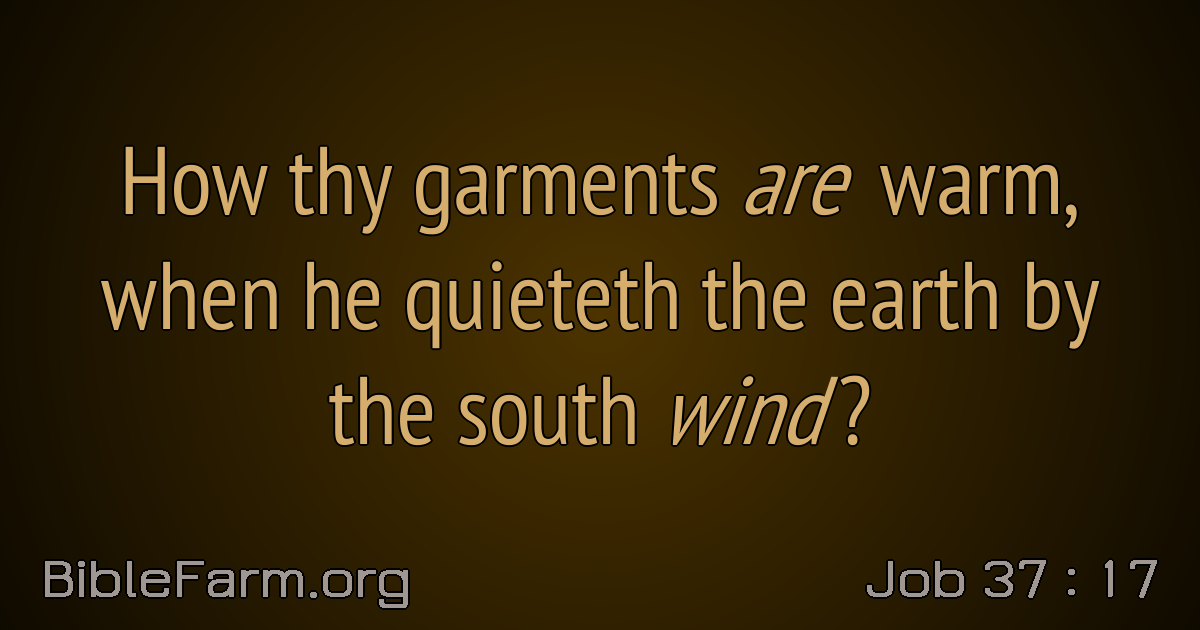 How thy garments are warm,
when he quieteth the earth by
the south wind?
BibleFarm.org
Job 37 : 17